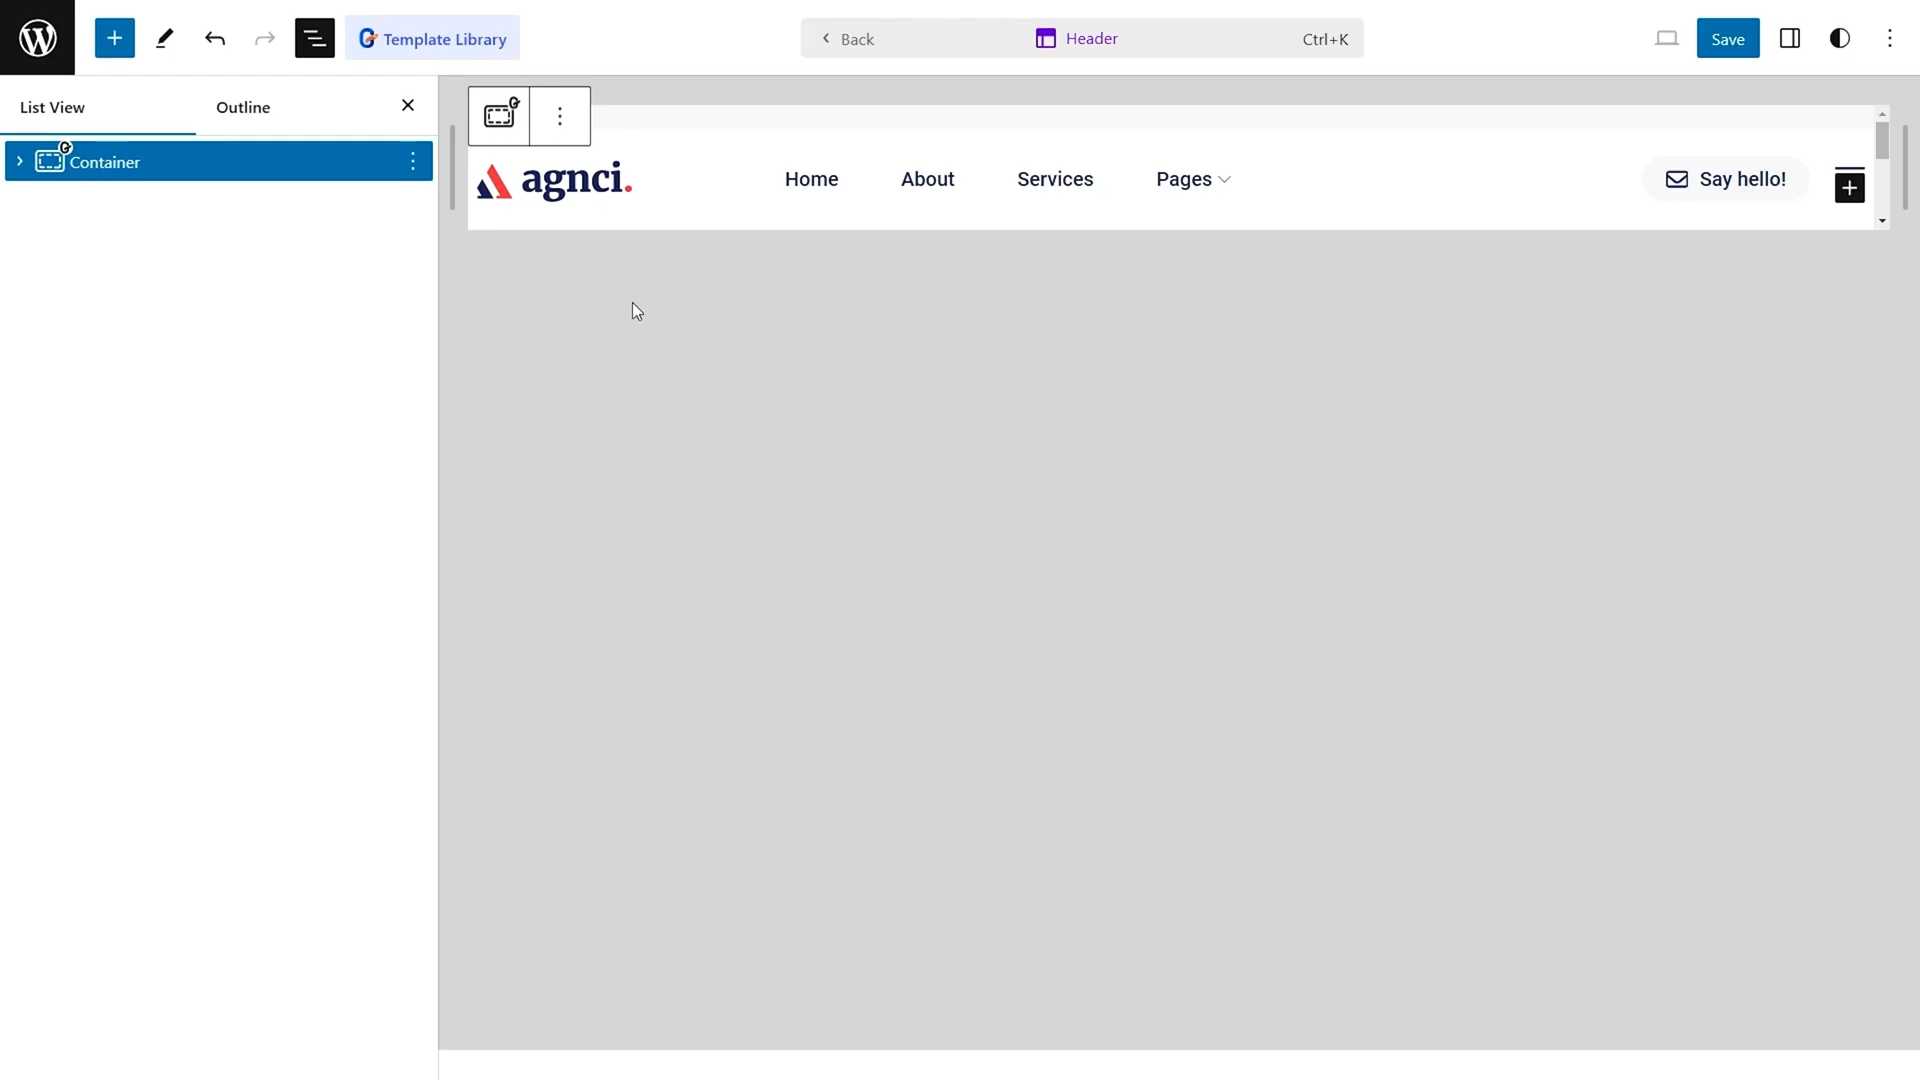 Template Library
Back
Header
Ctrl+K
Save
List View
Outline
Container
agnci.
Home
About
Services
Pages
Say hello!